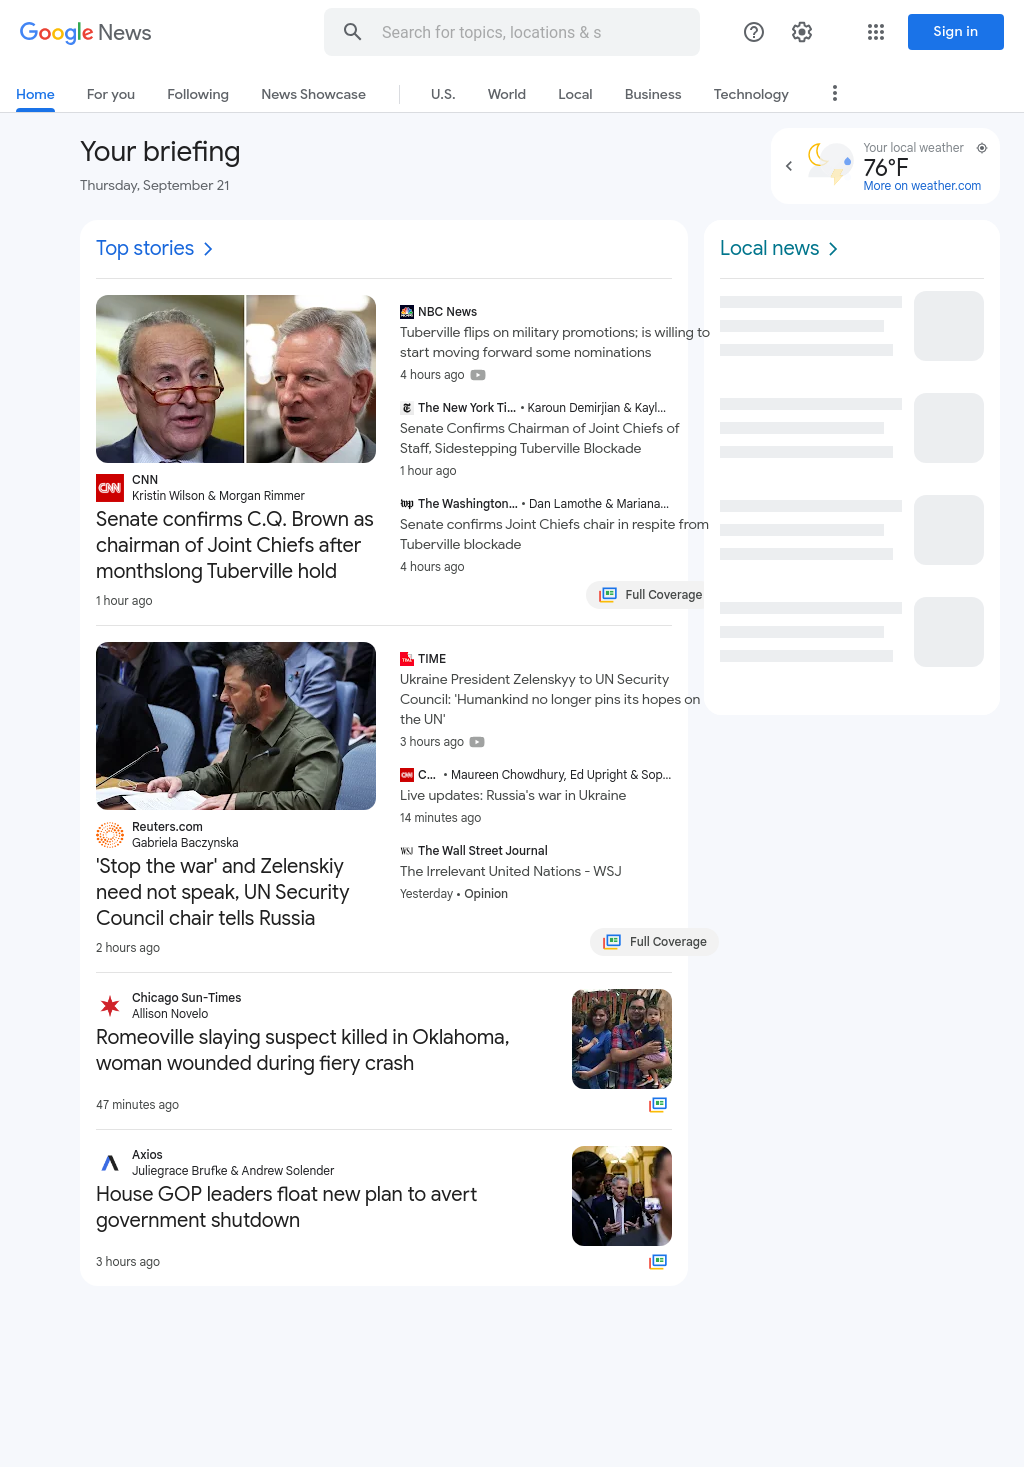 Google News
Search for topics, locations & s
Sign in
Home
For you
Following
News Showcase
U.S.
World
Local
Business
Technology
Your briefing
Thursday, September 21
Your local weather
76°F
More on weather.com
Top stories
Local news
CNN
CNN
Kristin Wilson & Morgan Rimmer
Senate confirms C.Q. Brown as
chairman of Joint Chiefs after
monthslong Tuberville hold
1 hour ago
NBC News
Tuberville flips on military promotions; is willing to
start moving forward some nominations
4 hours ago
The New York Ti... • Karoun Demirjian & Kayl...
Senate Confirms Chairman of Joint Chiefs of
Staff, Sidestepping Tuberville Blockade
1 hour ago
wp The Washington... • Dan Lamothe & Mariana...
Senate confirms Joint Chiefs chair in respite from
Tuberville blockade
4 hours ago
Full Coverage
Reuters.com
Gabriela Baczynska
'Stop the war' and Zelenskiy
need not speak, UN Security
Council chair tells Russia
2 hours ago
TIME
Ukraine President Zelenskyy to UN Security
Council: 'Humankind no longer pins its hopes on
the UN'
3 hours ago
CNN C... • Maureen Chowdhury, Ed Upright & Sop...
Live updates: Russia's war in Ukraine
14 minutes ago
WSJ The Wall Street Journal
The Irrelevant United Nations - WSJ
Yesterday • Opinion
Full Coverage
Chicago Sun-Times
Allison Novelo
Romeoville slaying suspect killed in Oklahoma,
woman wounded during fiery crash
47 minutes ago
Axios
Juliegrace Brufke & Andrew Solender
House GOP leaders float new plan to avert
government shutdown
3 hours ago